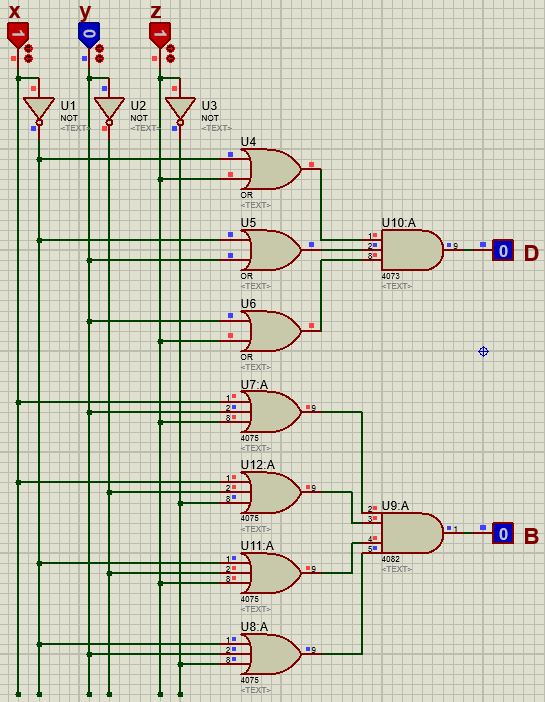 x y z
1 0 1
U1
NOT
<TEXT>
U2
NOT
<TEXT>
U3
NOT
<TEXT>
U4
OR
<TEXT>
U5
OR
<TEXT>
U6
OR
<TEXT>
U10:A
1
2
8
9
4073
<TEXT>
0 D
U7:A
1
2
8
9
4075
<TEXT>
U12:A
1
2
8
9
4075
<TEXT>
U11:A
1
2
8
9
4075
<TEXT>
U8:A
1
2
8
9
4075
<TEXT>
U9:A
2
3
4
5
1
4082
<TEXT>
0 B